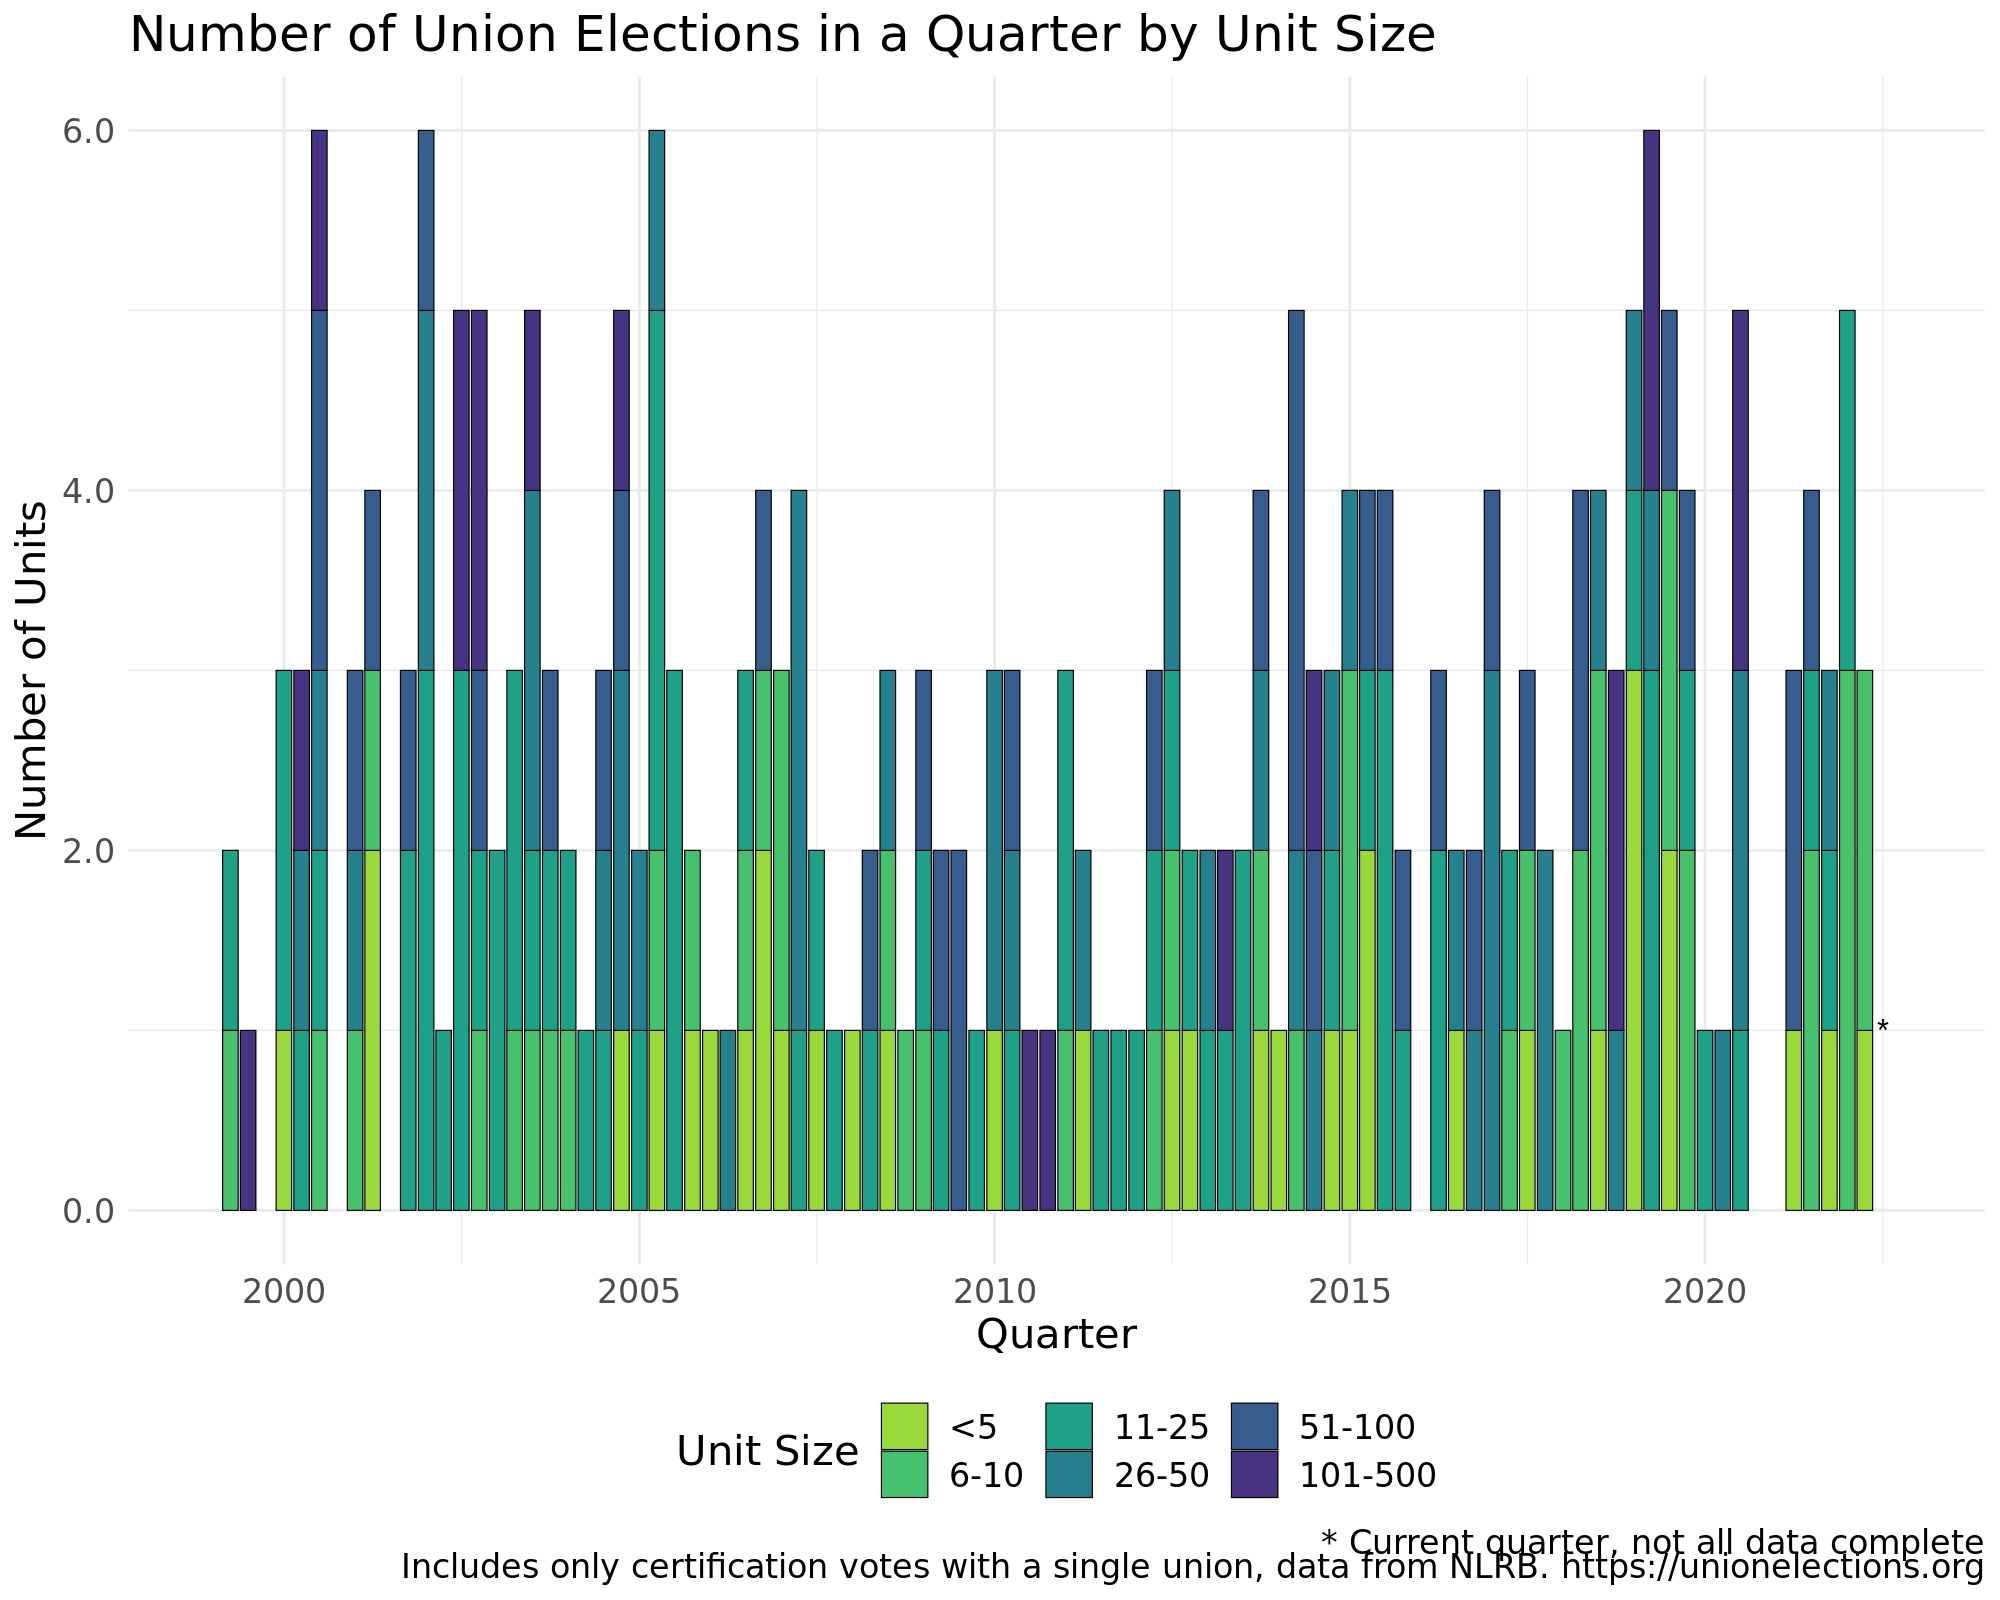 Number of Union Elections in a Quarter by Unit Size
6.0
4.0
2.0
0.0
Number of Units
*
2000 2005 2010 2015 2020
Quarter
Unit Size
<5 11-25 51-100
6-10 26-50 101-500
* Current quarter, not all data complete
Includes only certification votes with a single union, data from NLRB. https://unionelections.org